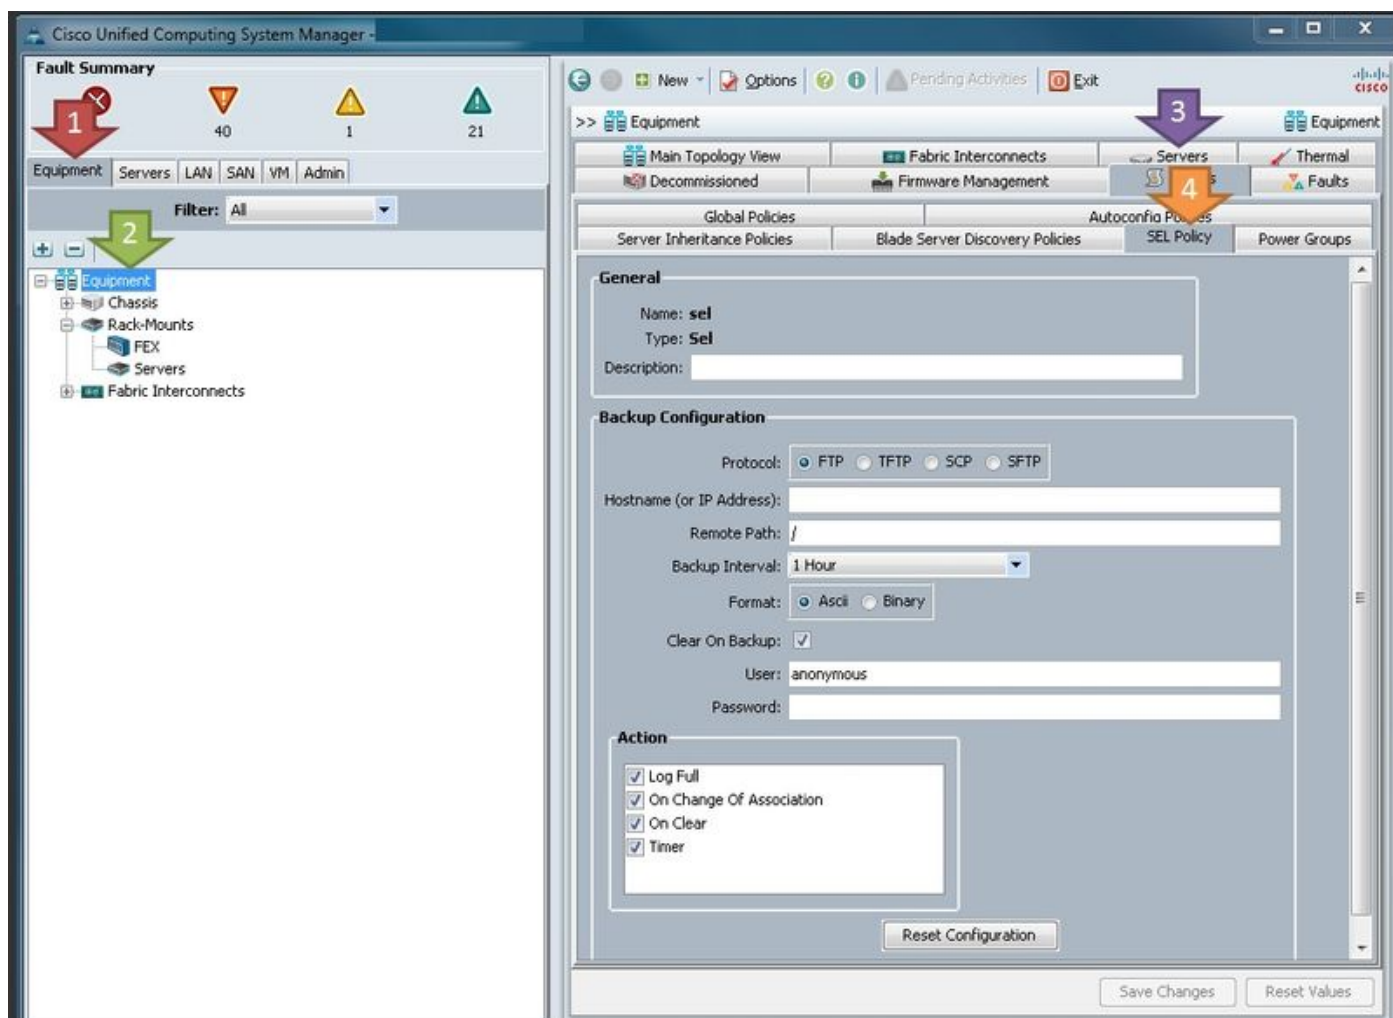 Cisco Unified Computing System Manager -
Fault Summary
40 1 21
1
Equipment Servers LAN SAN VM Admin
Filter: All
2
Equipment
Chassis
Rack-Mounts
FEX
Servers
Fabric Interconnects
New Options Pending Activities Exit
cisco
>> Equipment Equipment
3
Main Topology View Fabric Interconnects Servers Thermal
Decommissioned Firmware Management Faults
4
Global Policies Autoconfig Policies
Server Inheritance Policies Blade Server Discovery Policies SEL Policy Power Groups
General
Name: sel
Type: Sel
Description:
Backup Configuration
Protocol: FTP TFTP SCP SFTP
Hostname (or IP Address):
Remote Path: /
Backup Interval: 1 Hour
Format: Ascii Binary
Clear On Backup:
User: anonymous
Password:
Action
Log Full
On Change Of Association
On Clear
Timer
Reset Configuration
Save Changes Reset Values